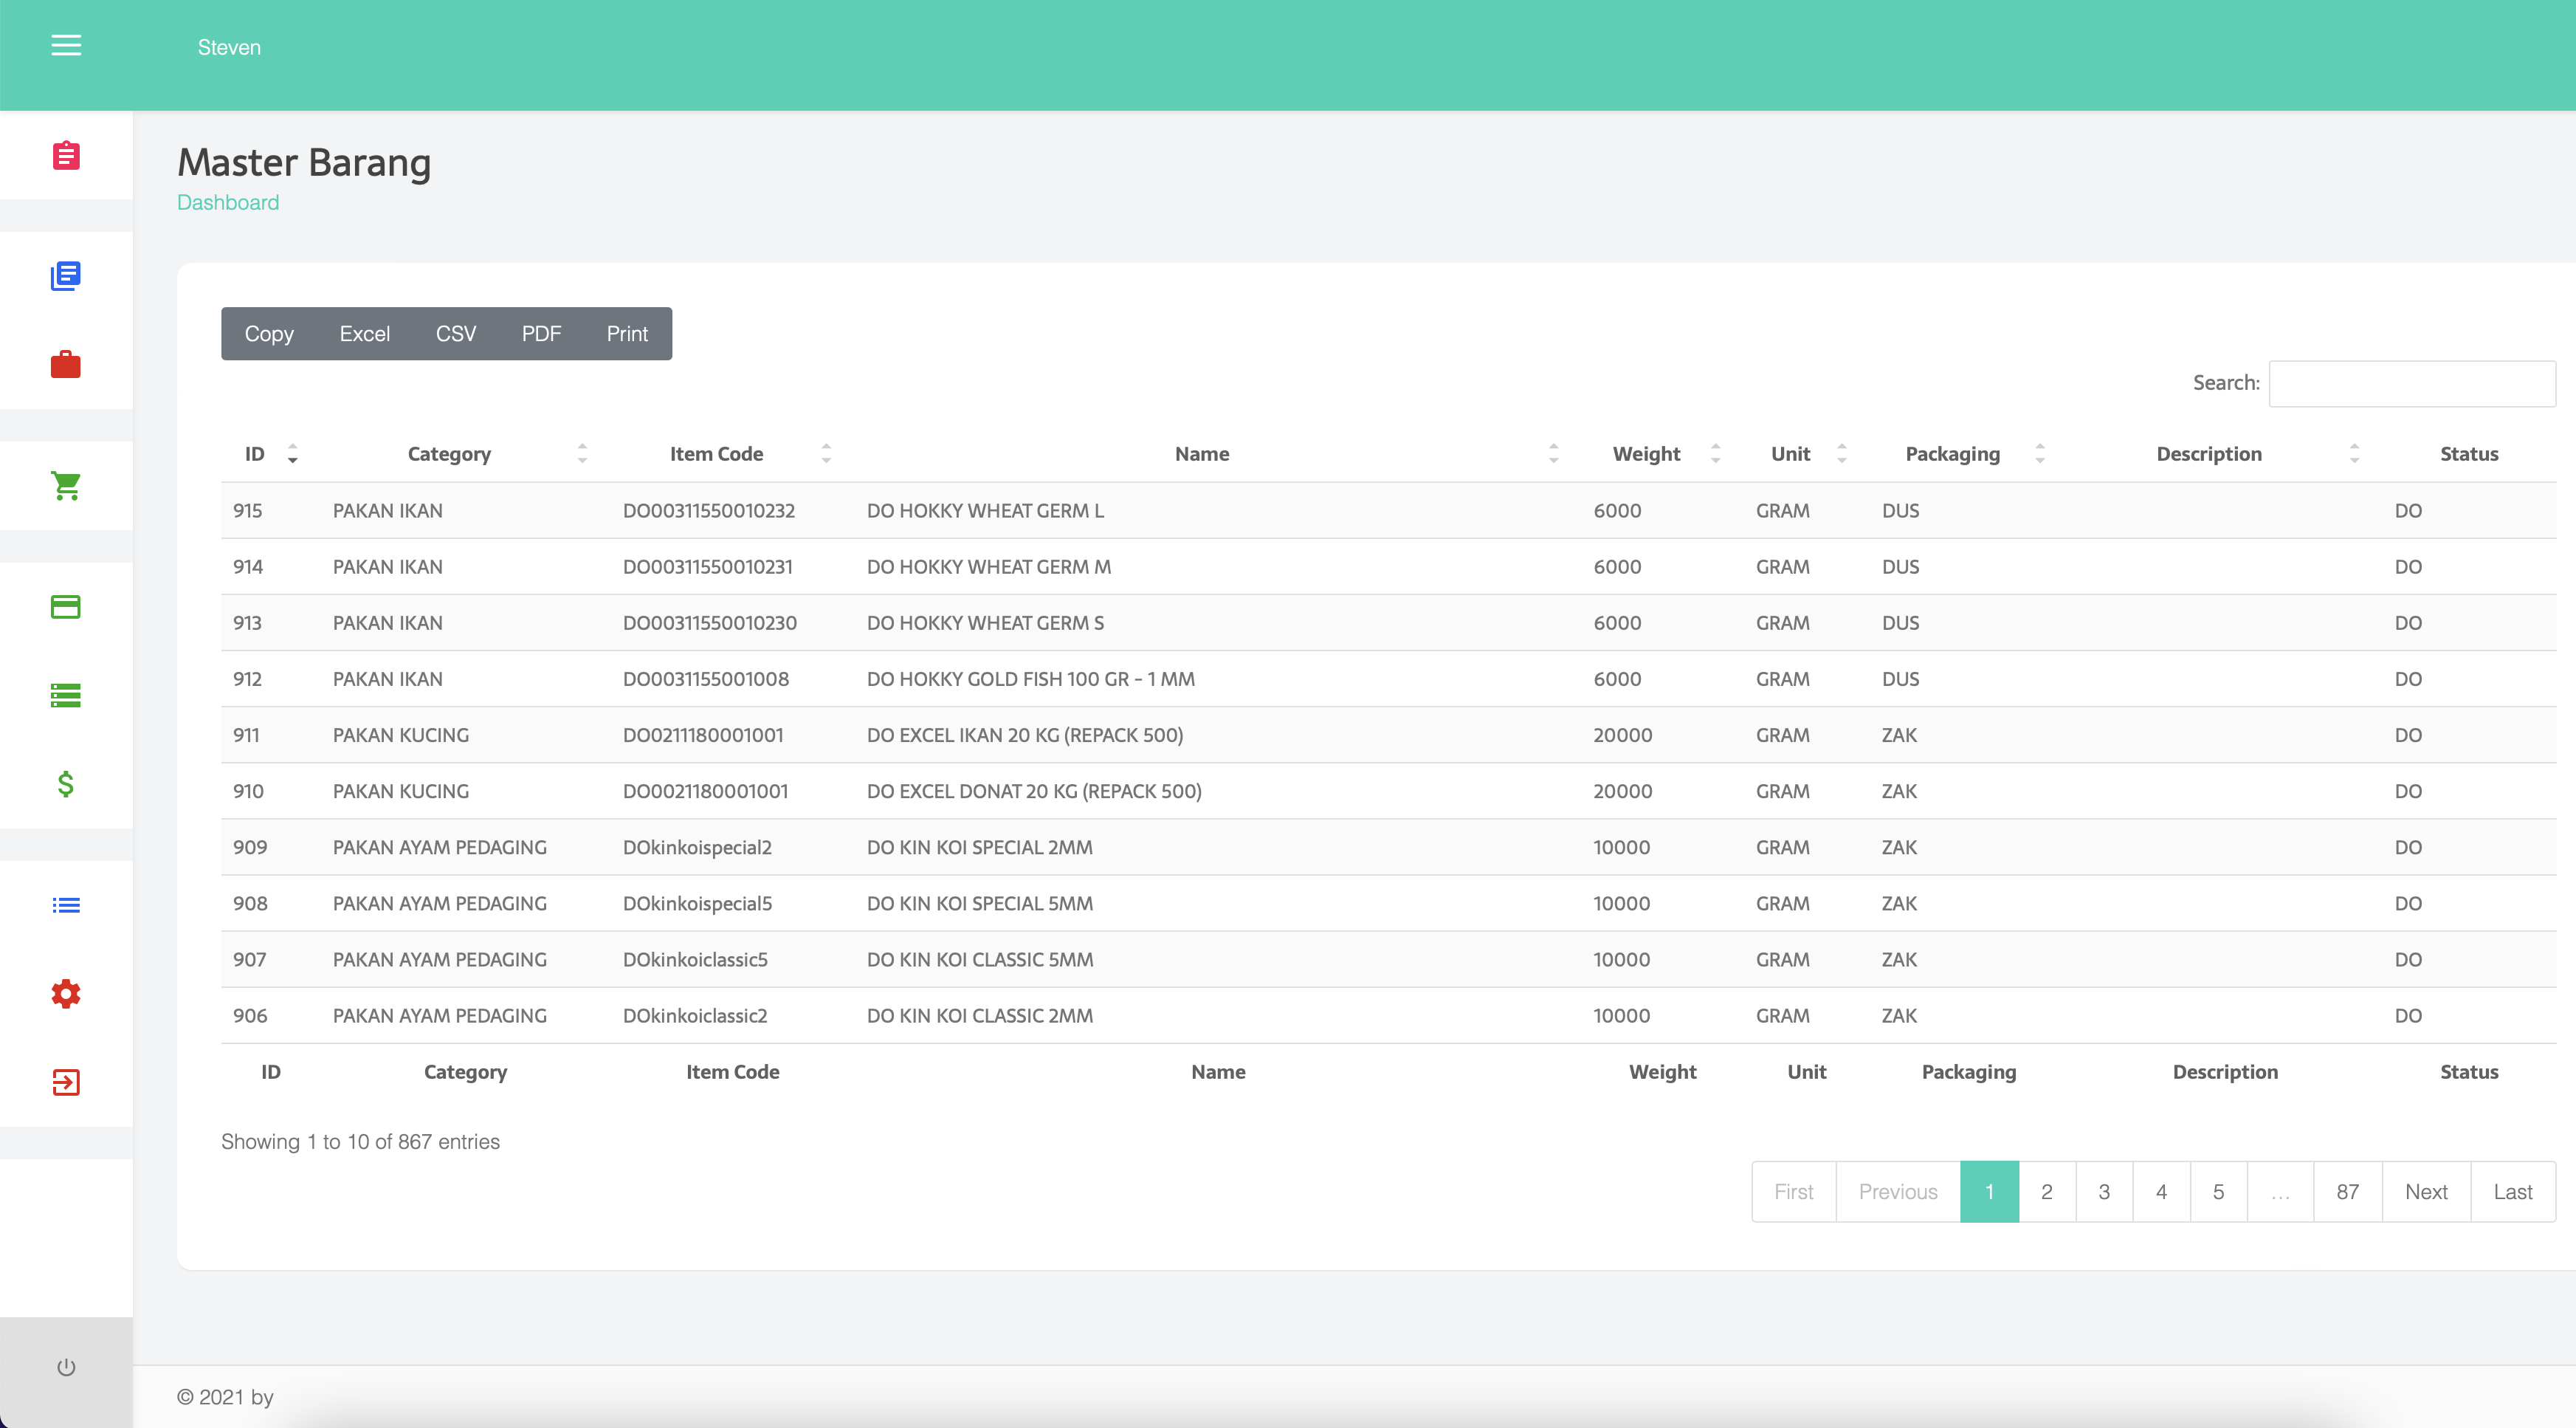 Steven
Master Barang
Dashboard
Copy Excel CSV PDF Print
Search:
ID Category Item Code Name Weight Unit Packaging Description Status
915 PAKAN IKAN DO00311550010232 DO HOKKY WHEAT GERM L 6000 GRAM DUS DO
914 PAKAN IKAN DO00311550010231 DO HOKKY WHEAT GERM M 6000 GRAM DUS DO
913 PAKAN IKAN DO00311550010230 DO HOKKY WHEAT GERM S 6000 GRAM DUS DO
912 PAKAN IKAN DO0031155001008 DO HOKKY GOLD FISH 100 GR - 1 MM 6000 GRAM DUS DO
911 PAKAN KUCING DO0211180001001 DO EXCEL IKAN 20 KG (REPACK 500) 20000 GRAM ZAK DO
910 PAKAN KUCING DO0021180001001 DO EXCEL DONAT 20 KG (REPACK 500) 20000 GRAM ZAK DO
909 PAKAN AYAM PEDAGING DOkinkoispecial2 DO KIN KOI SPECIAL 2MM 10000 GRAM ZAK DO
908 PAKAN AYAM PEDAGING DOkinkoispecial5 DO KIN KOI SPECIAL 5MM 10000 GRAM ZAK DO
907 PAKAN AYAM PEDAGING DOkinkoiclassic5 DO KIN KOI CLASSIC 5MM 10000 GRAM ZAK DO
906 PAKAN AYAM PEDAGING DOkinkoiclassic2 DO KIN KOI CLASSIC 2MM 10000 GRAM ZAK DO
ID Category Item Code Name Weight Unit Packaging Description Status
Showing 1 to 10 of 867 entries
First Previous 1 2 3 4 5 ... 87 Next Last
© 2021 by